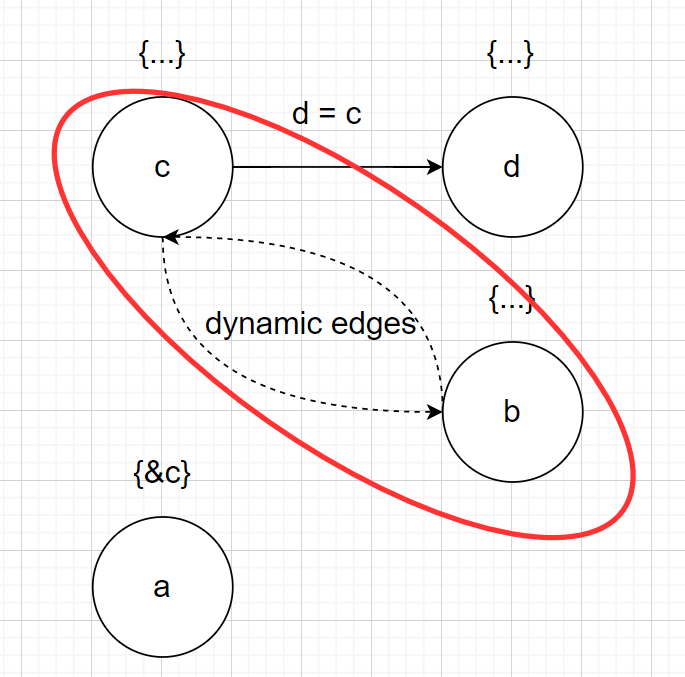 {...}
{...}
d = c
c
d
{...}
dynamic edges
b
{&c}
a